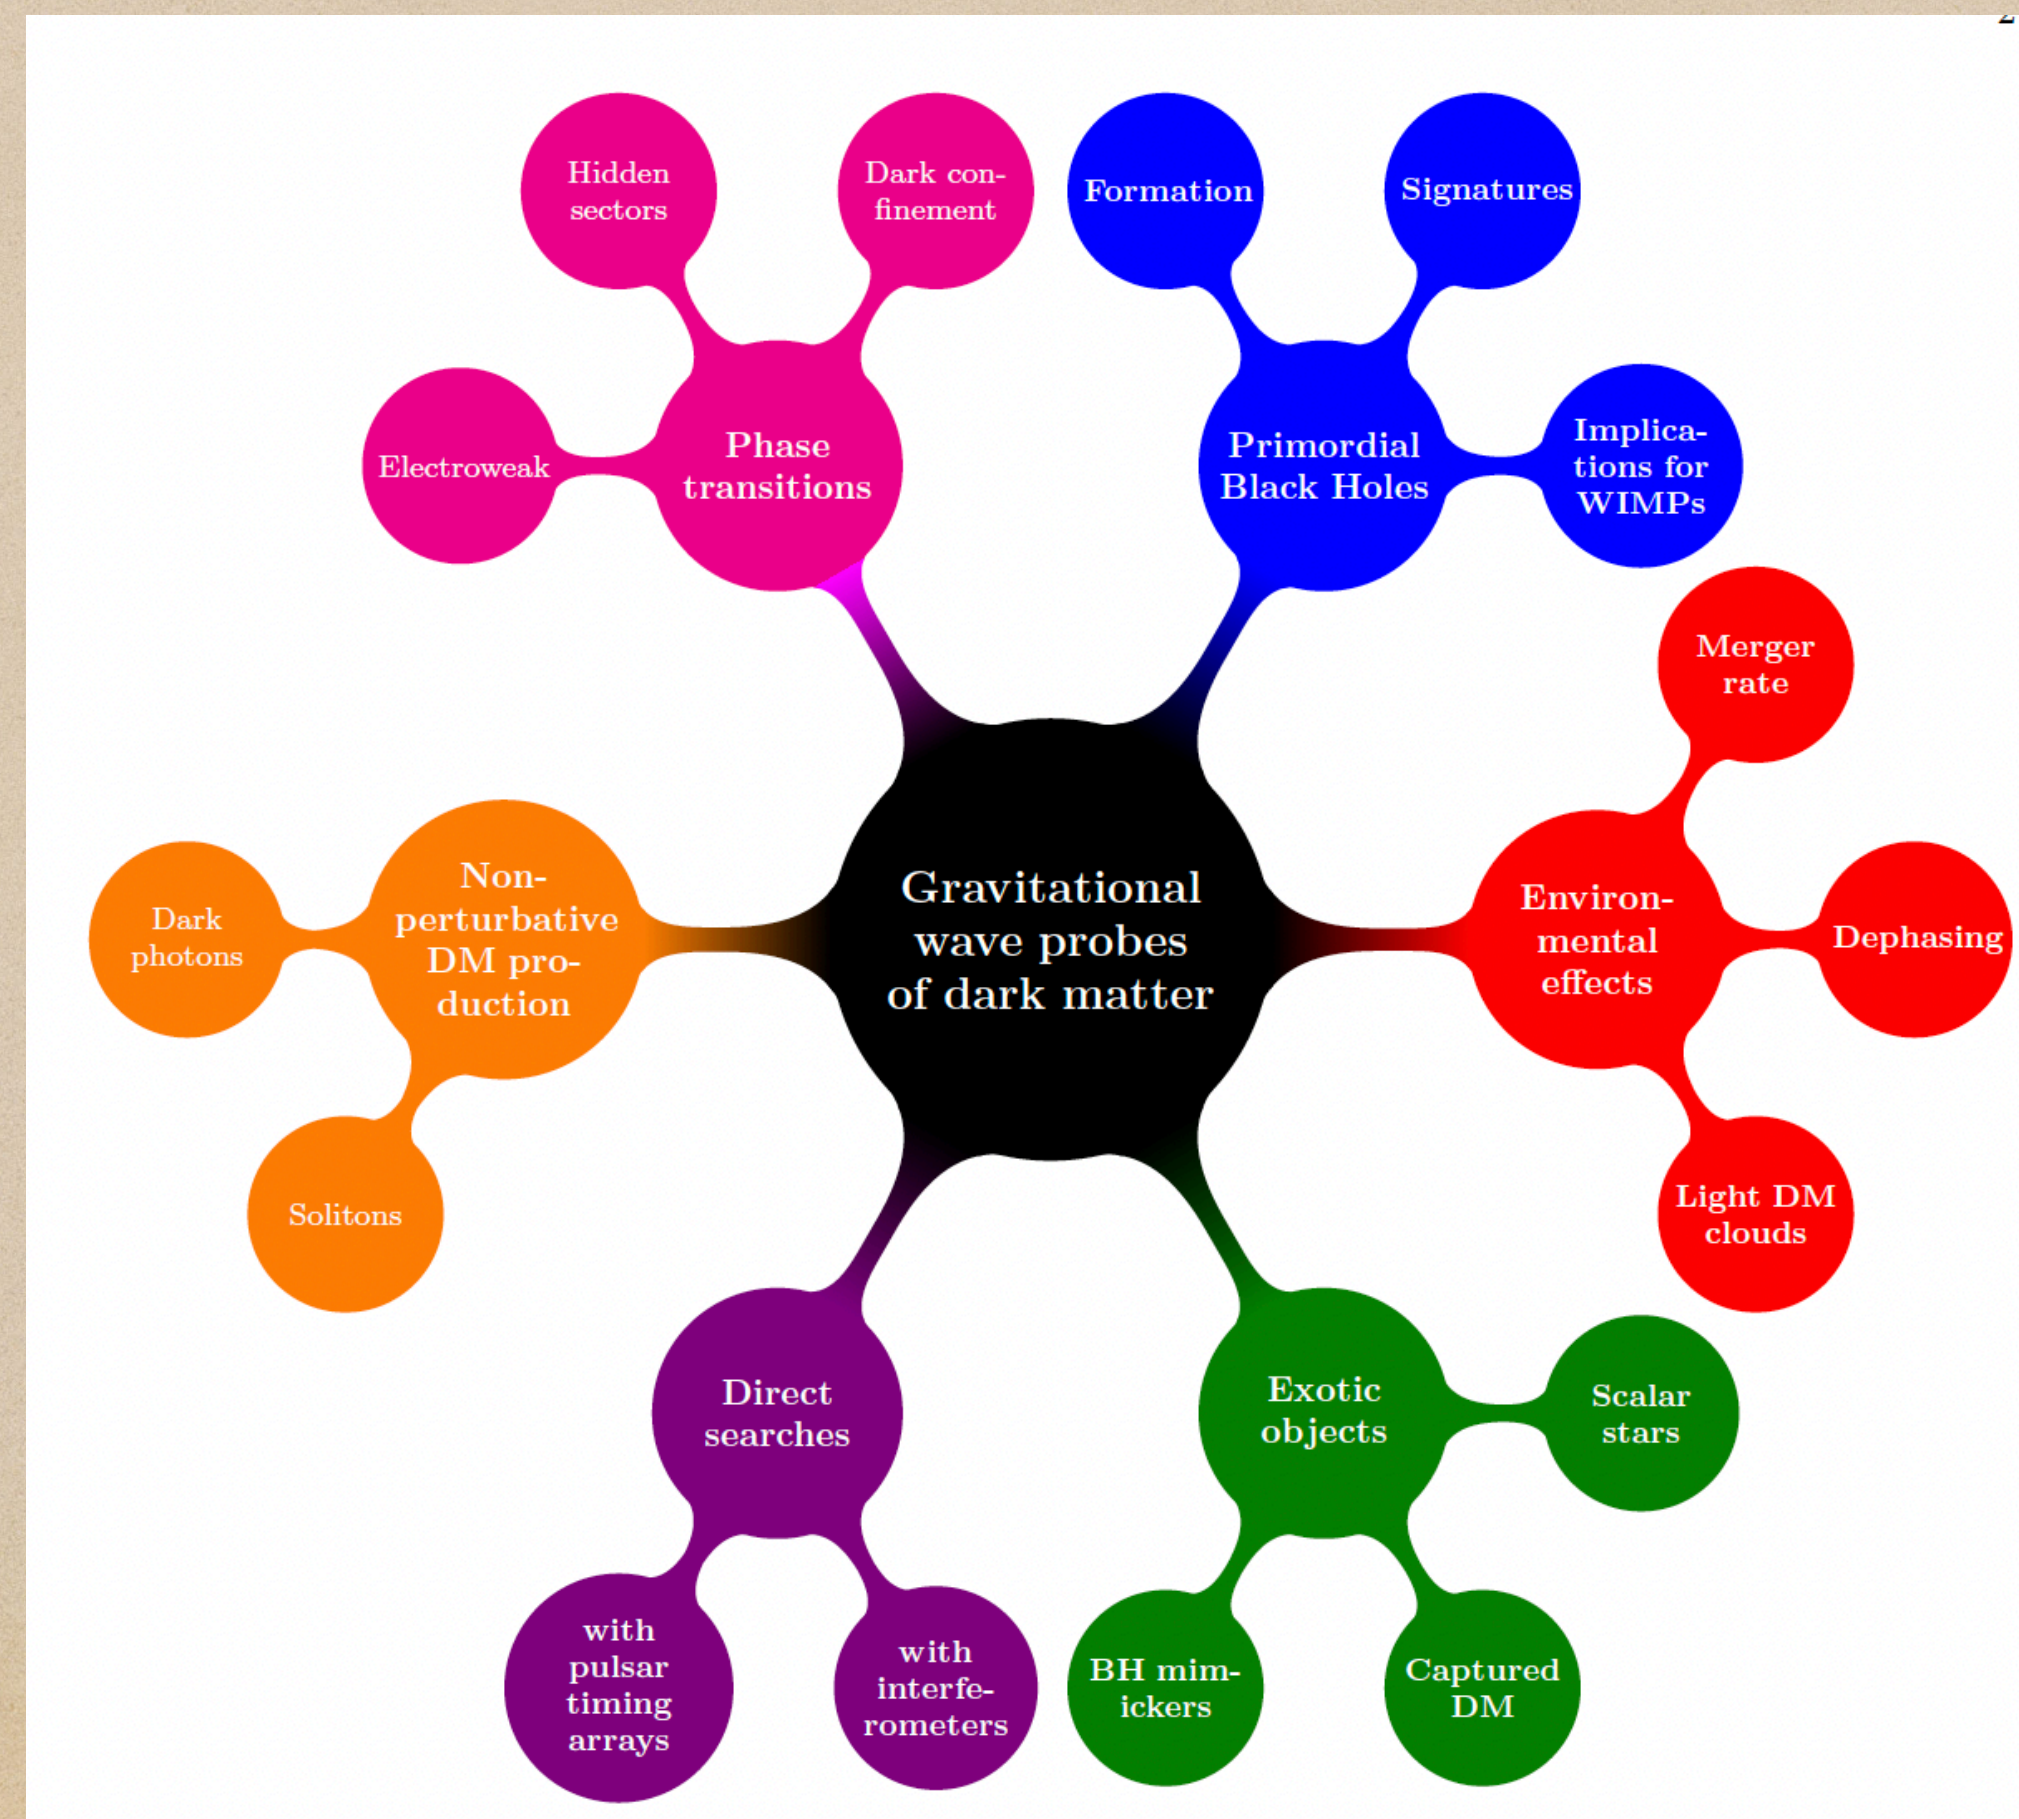 Hidden
sectors
Dark con-
finement
Formation
Signatures
Electroweak
Phase
transitions
Primordial
Black Holes
Implica-
tions for
WIMPs
Merger
rate
Dark
photons
Non-
perturbative
DM pro-
duction
Gravitational
wave probes
of dark matter
Environ-
mental
effects
Dephasing
Solitons
Light DM
clouds
Direct
searches
Exotic
objects
Scalar
stars
with
pulsar
timing
arrays
with
interfe-
rometers
BH mim-
ickers
Captured
DM